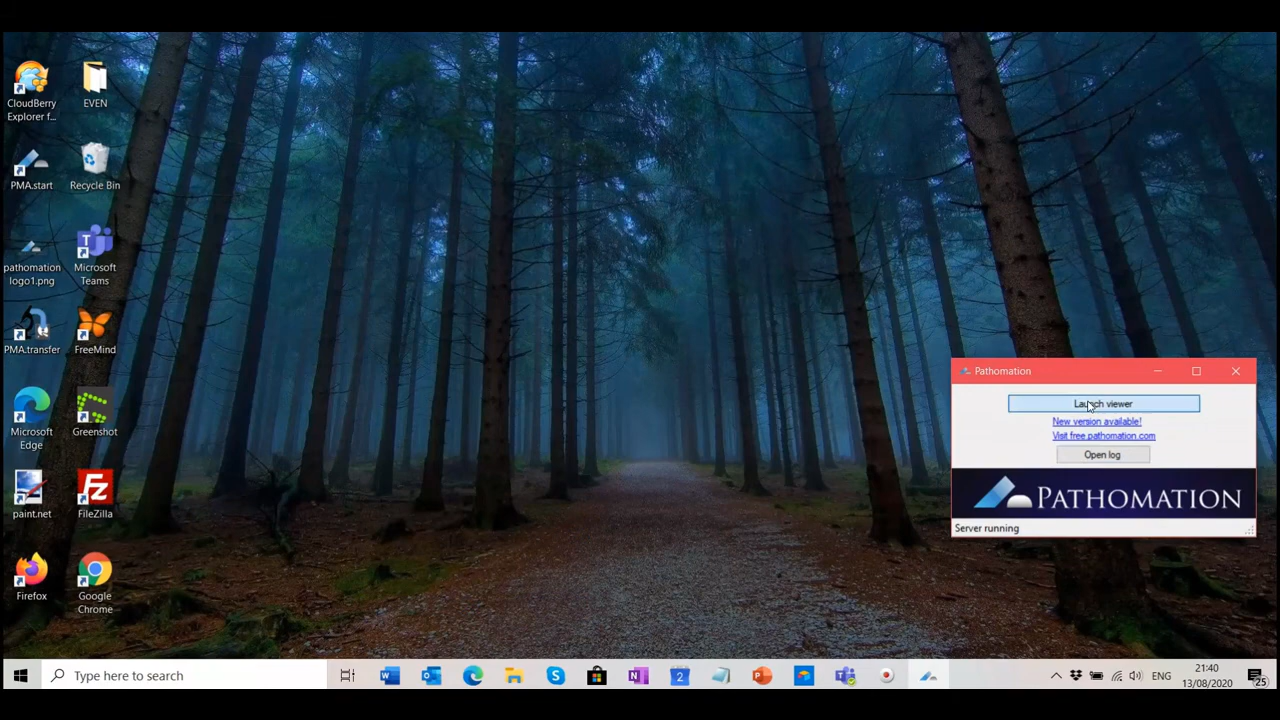 CloudBerry
Explorer f...
EVEN
PMA.start
Recycle Bin
pathomation
logo1.png
Microsoft
Teams
PMA.transfer
FreeMind
Microsoft
Edge
Greenshot
paint.net
FileZilla
Firefox
Google
Chrome
Pathomation
Launch viewer
New version available!
Visit free.pathomation.com
Open log
PATHOMATION
Server running
Type here to search
ENG
21:40
13/08/2020
25